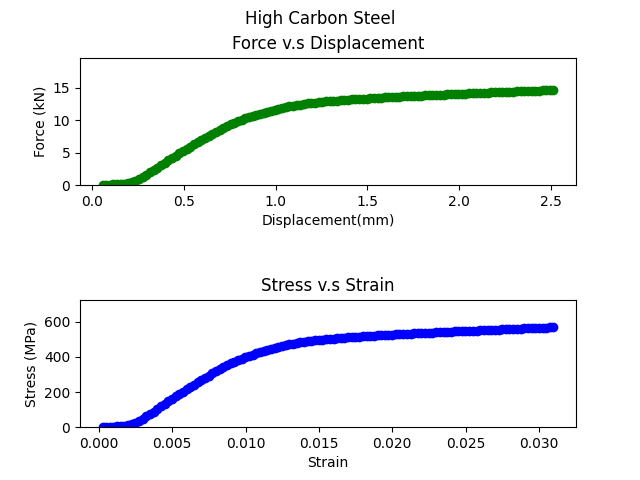 High Carbon Steel
Force v.s Displacement
Force (kN)
15
10
5
0
0.0 0.5 1.0 1.5 2.0 2.5
Displacement(mm)
Stress v.s Strain
Stress (MPa)
600
400
200
0
0.000 0.005 0.010 0.015 0.020 0.025 0.030
Strain